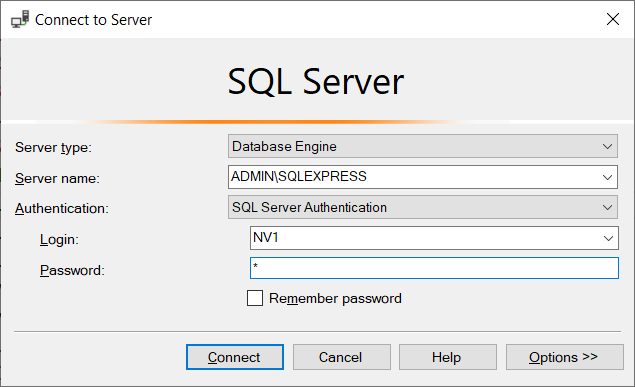 Connect to Server
SQL Server
Server type: Database Engine
Server name: ADMIN\SQLEXPRESS
Authentication: SQL Server Authentication
Login: NV1
Password: *
Remember password
Connect Cancel Help Options >>